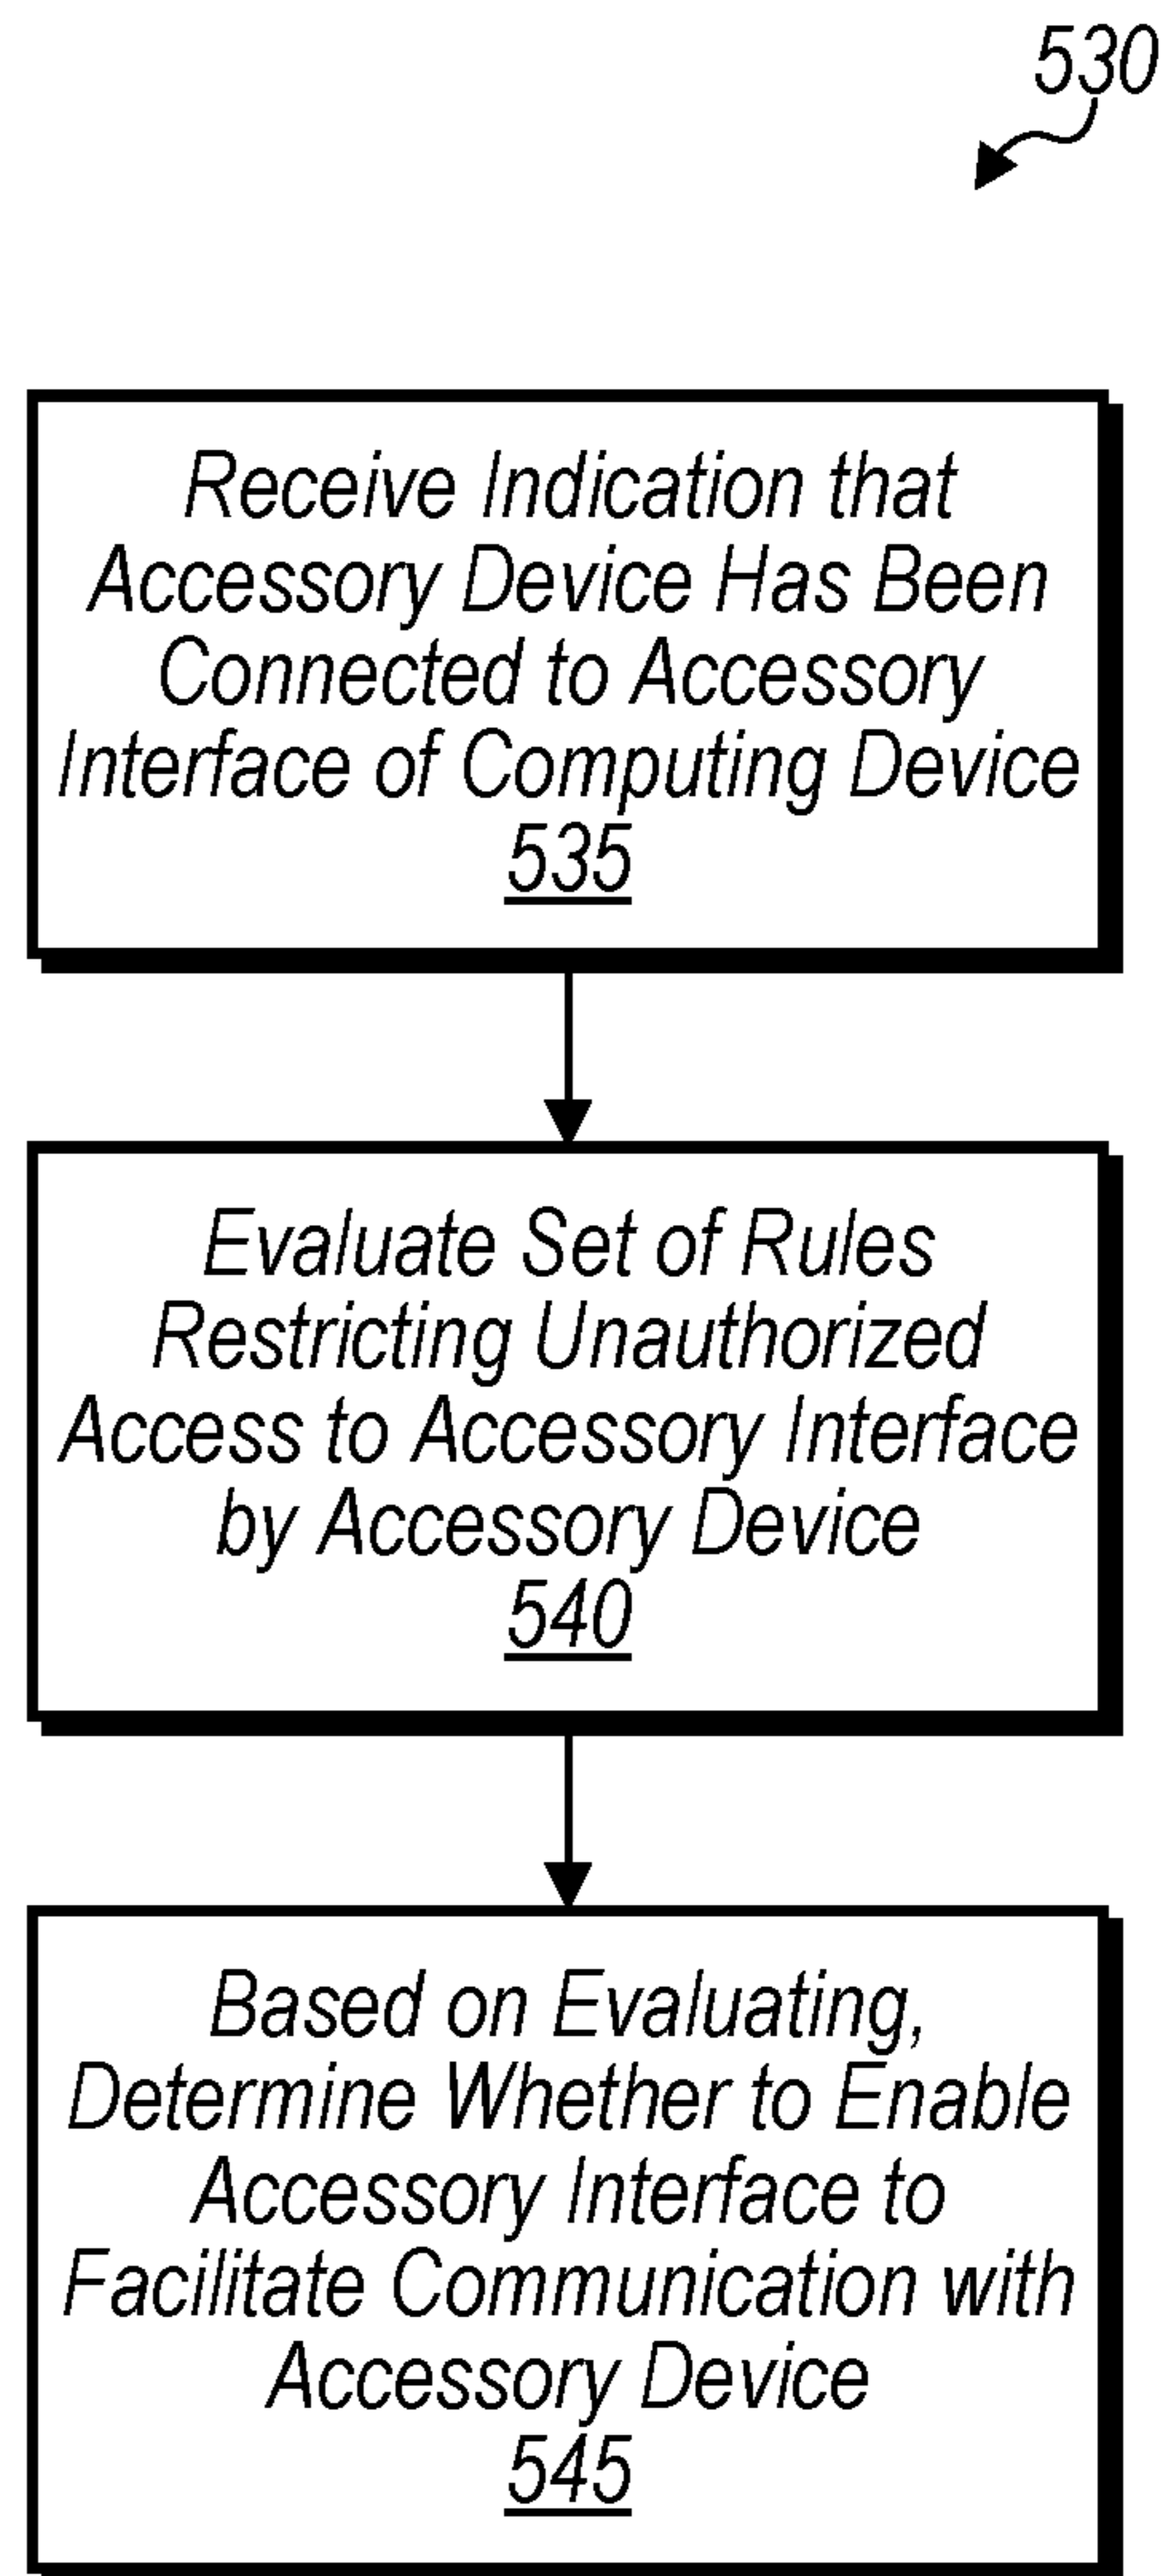 530
Receive Indication that
Accessory Device Has Been
Connected to Accessory
Interface of Computing Device
535
Evaluate Set of Rules
Restricting Unauthorized
Access to Accessory Interface
by Accessory Device
540
Based on Evaluating,
Determine Whether to Enable
Accessory Interface to
Facilitate Communication with
Accessory Device
545